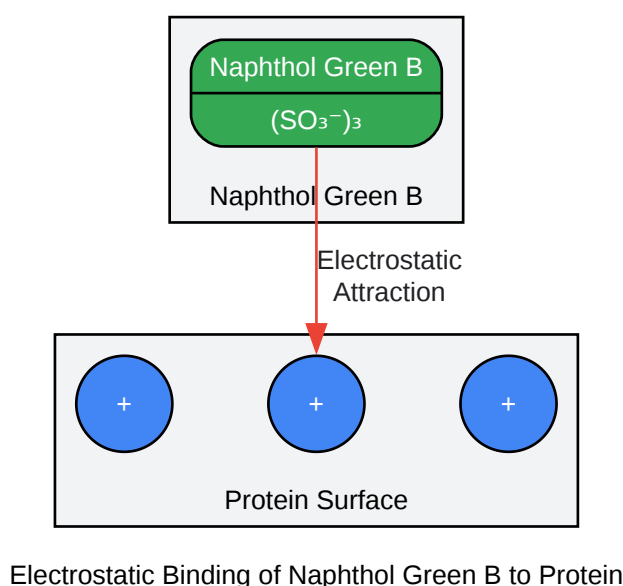 Naphthol Green B
(SO₃⁻)₃
Naphthol Green B
Electrostatic
Attraction
+ + +
Protein Surface
Electrostatic Binding of Naphthol Green B to Protein